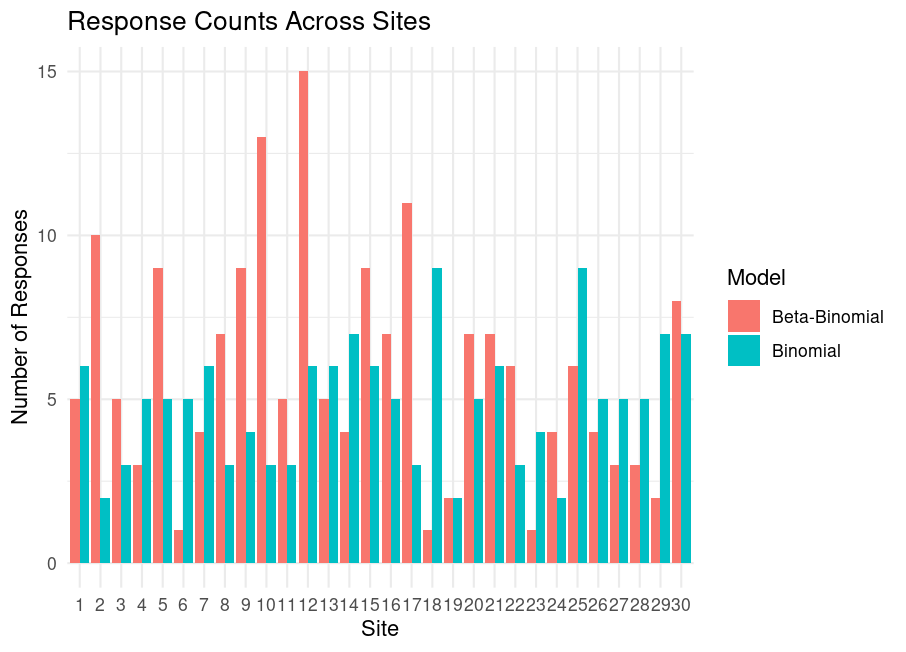 Response Counts Across Sites
Number of Responses
15
10
5
0
1 2 3 4 5 6 7 8 9 10 11 12 13 14 15 16 17 18 19 20 21 22 23 24 25 26 27 28 29 30
Site
Model
Beta-Binomial
Binomial